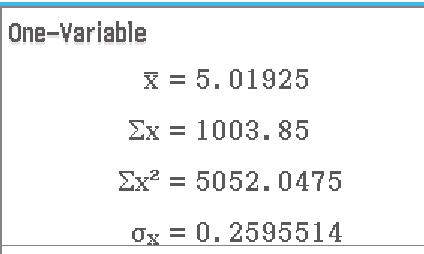 One-Variable
x̄ = 5.01925
Σx = 1003.85
Σx² = 5052.0475
σx = 0.2595514